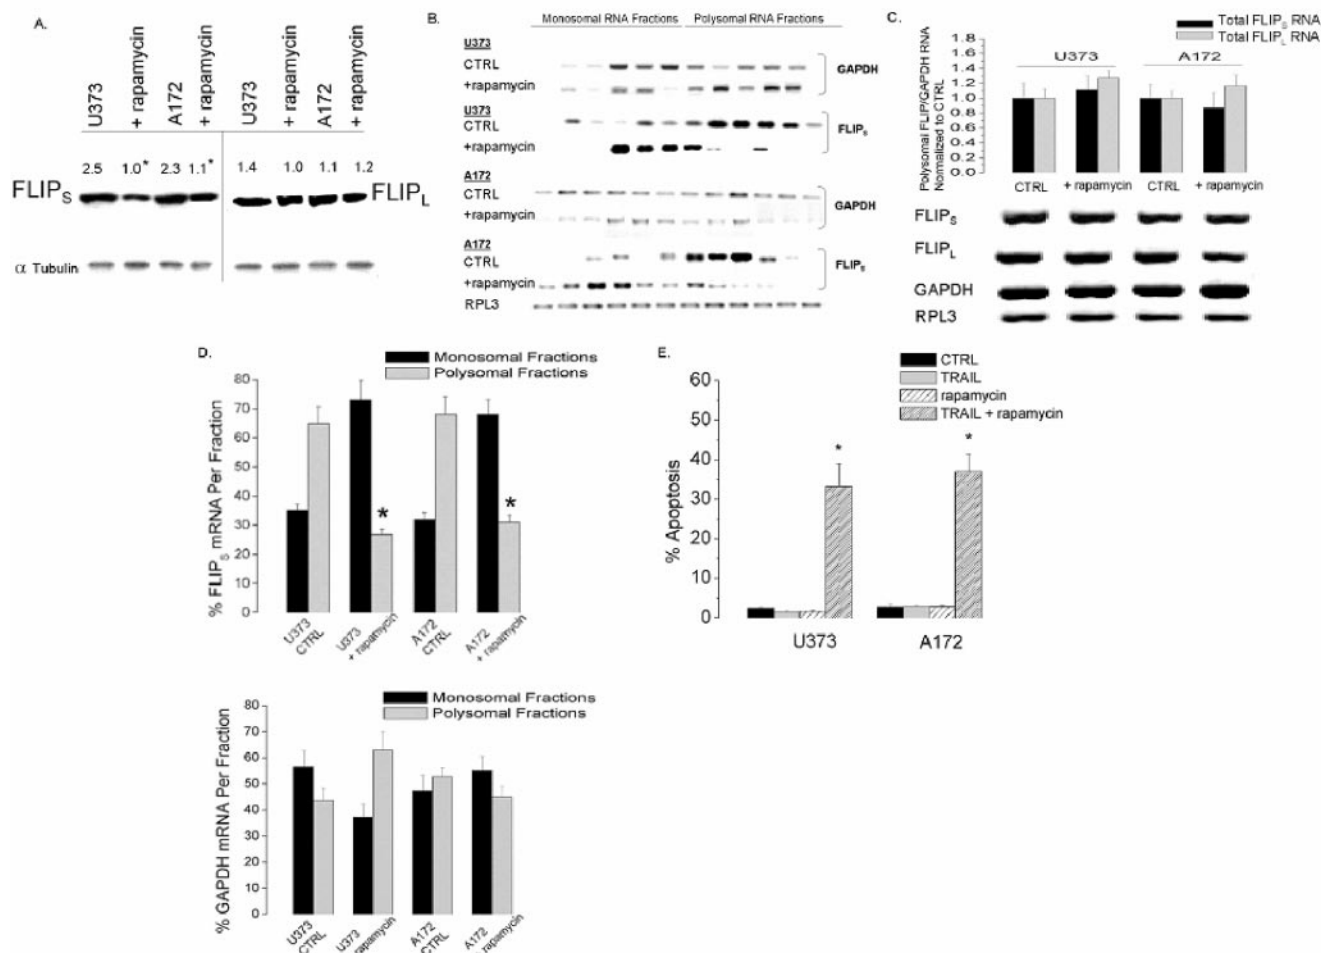 A.
U373
+ rapamycin
A172
+ rapamycin
U373
+ rapamycin
A172
+ rapamycin
2.5 1.0* 2.3 1.1* 1.4 1.0 1.1 1.2
FLIPS FLIPL
α Tubulin
B.
Monosomal RNA Fractions Polysomal RNA Fractions
U373
CTRL
+rapamycin
GAPDH
U373
CTRL
+rapamycin
FLIPS
A172
CTRL
+rapamycin
GAPDH
A172
CTRL
+rapamycin
FLIPS
RPL3
C.
Total FLIPS RNA
Total FLIPL RNA
Polysomal FLIP/GAPDH RNA
Normalized to CTRL
1.8
1.6
1.4
1.2
1.0
0.8
0.6
0.4
0.2
0.0
U373 A172
CTRL + rapamycin CTRL + rapamycin
FLIPS
FLIPL
GAPDH
RPL3
D.
Monosomal Fractions
Polysomal Fractions
% FLIPS mRNA Per Fraction
80
70
60
50
40
30
20
10
0
* *
U373
CTRL
U373
+ rapamycin
A172
CTRL
A172
+ rapamycin
Monosomal Fractions
Polysomal Fractions
% GAPDH mRNA Per Fraction
80
70
60
50
40
30
20
10
0
U373
CTRL
U373
rapamycin
A172
CTRL
A172
+ rapamycin
E.
CTRL
TRAIL
rapamycin
TRAIL + rapamycin
% Apoptosis
60
50
40
30
20
10
0
* *
U373 A172